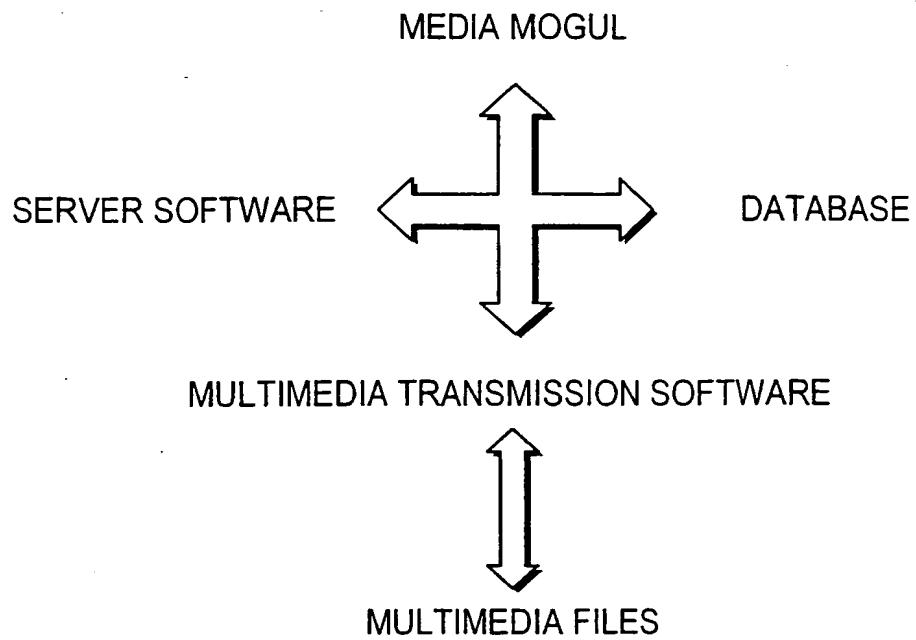 MEDIA MOGUL
SERVER SOFTWARE
DATABASE
MULTIMEDIA TRANSMISSION SOFTWARE
MULTIMEDIA FILES